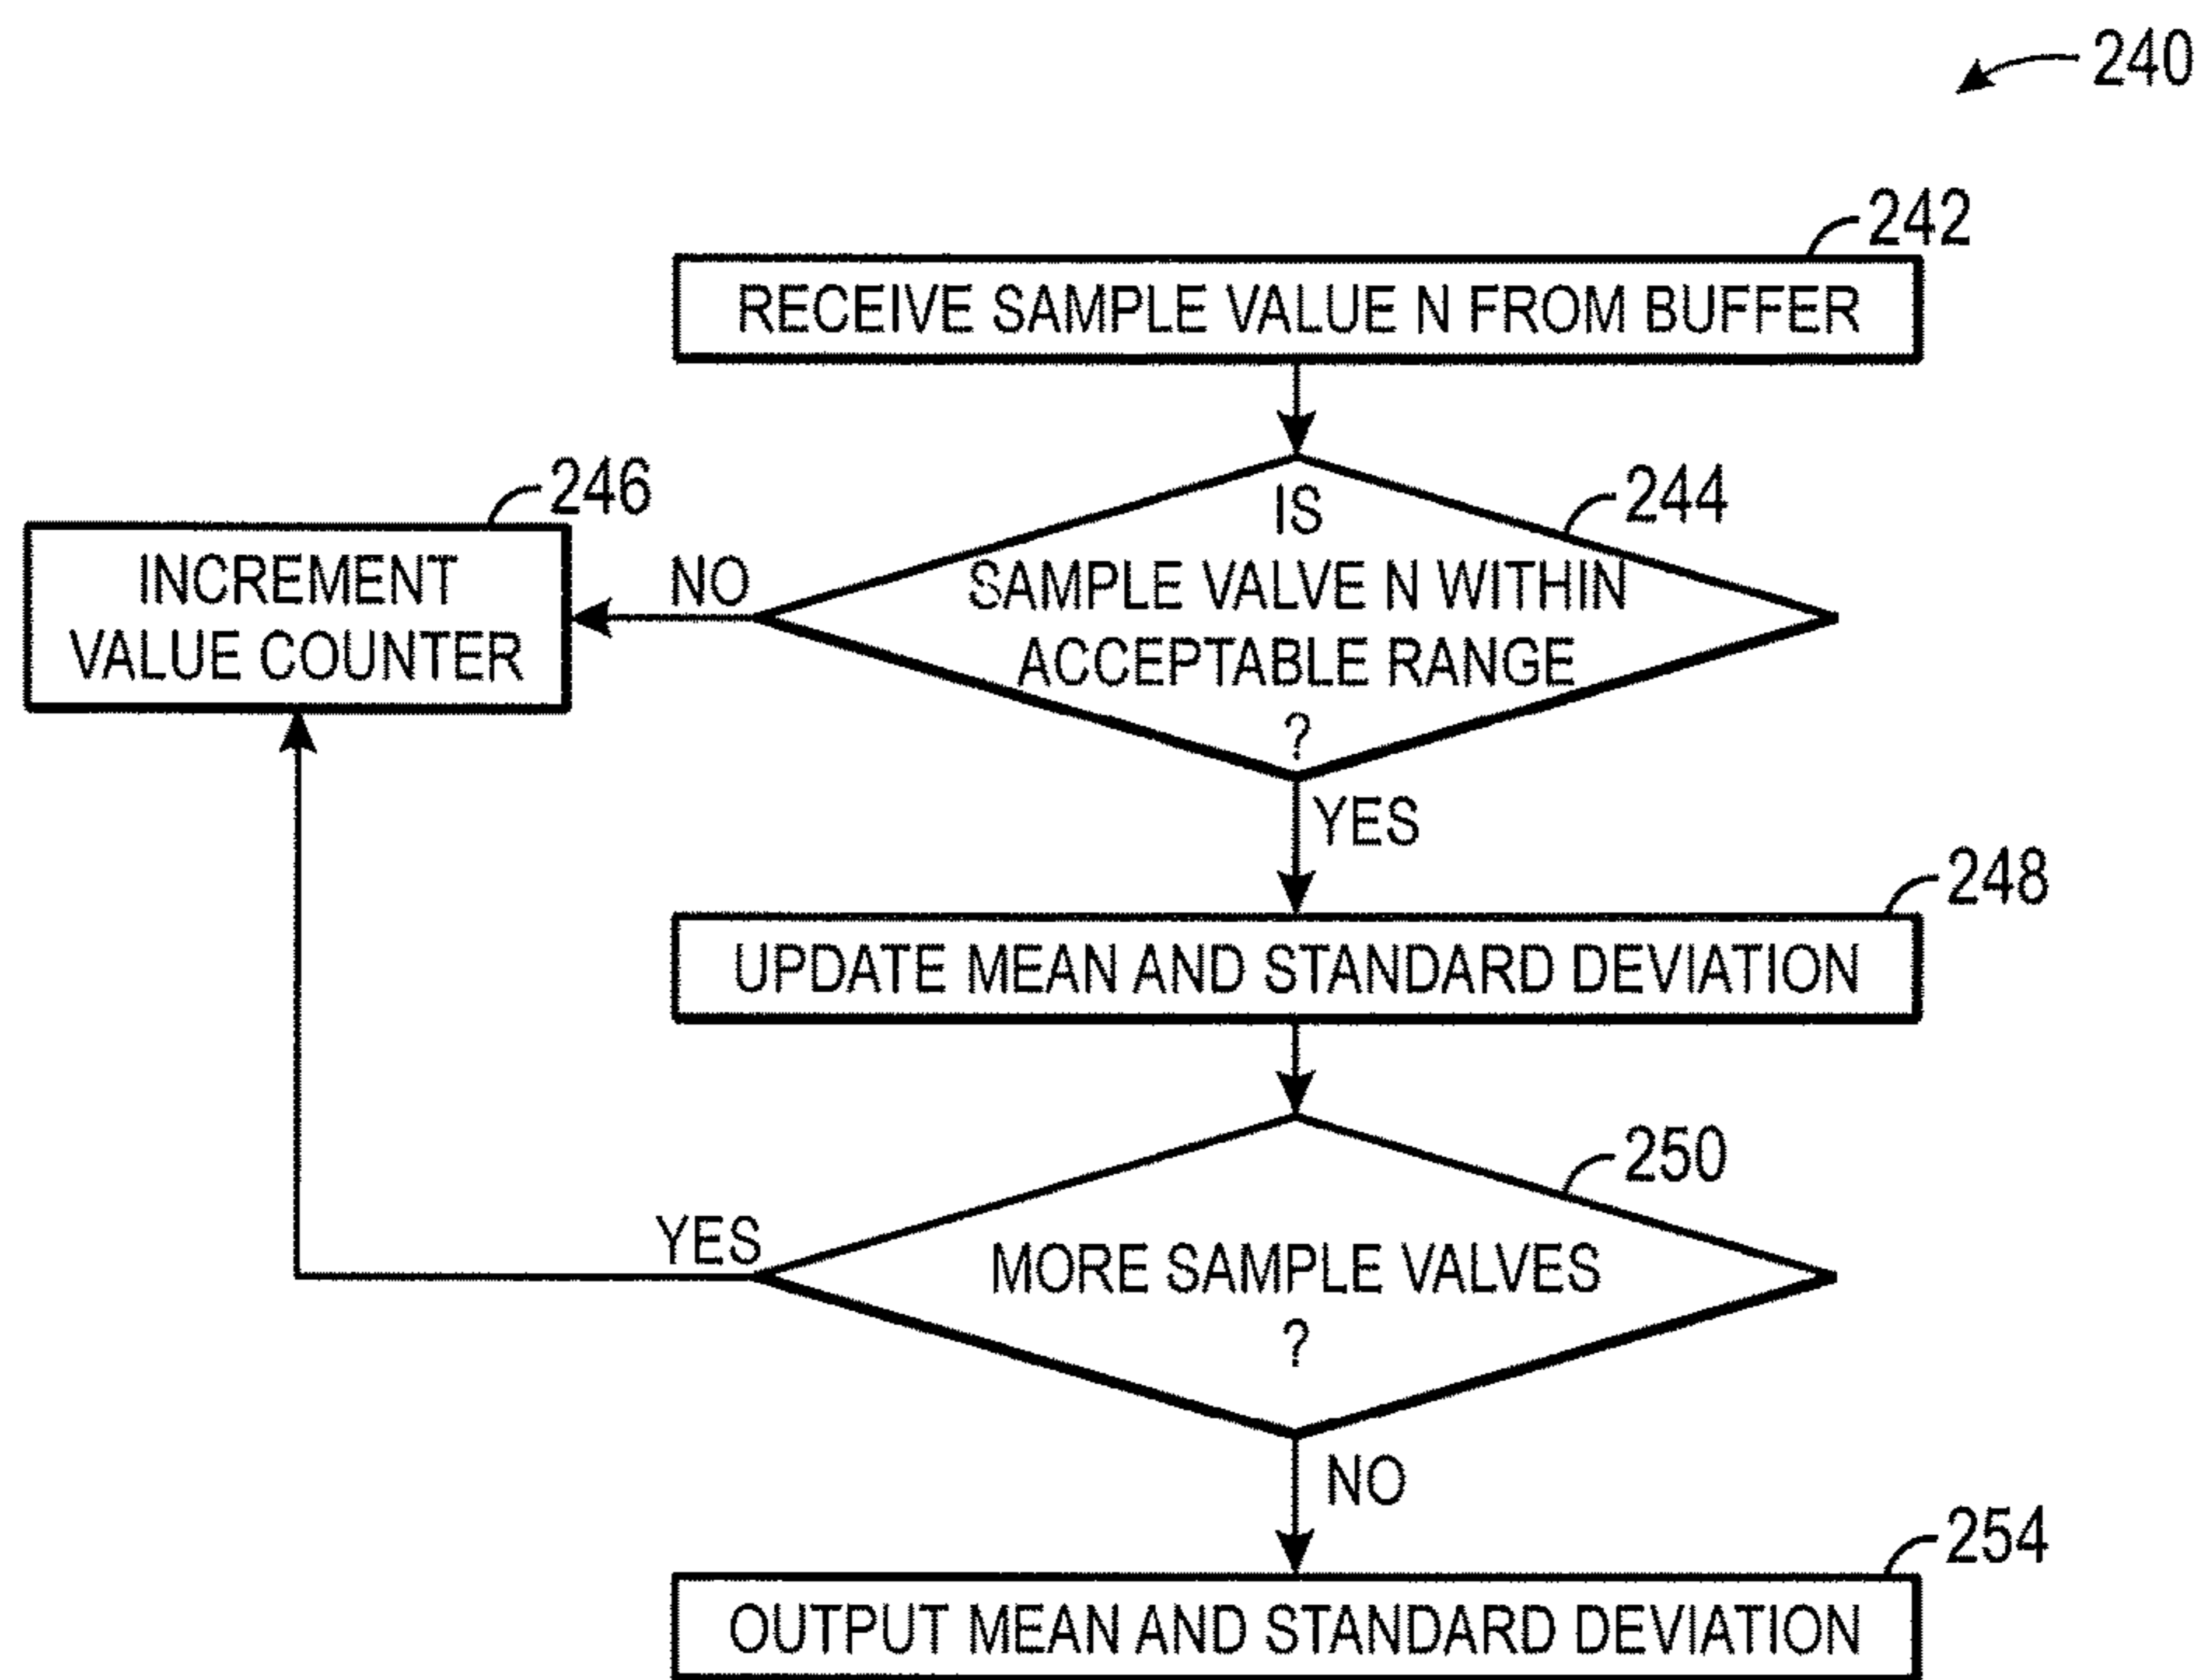 240
242
RECEIVE SAMPLE VALUE N FROM BUFFER
244
IS
SAMPLE VALVE N WITHIN
ACCEPTABLE RANGE
?
NO
246
INCREMENT
VALUE COUNTER
YES
248
UPDATE MEAN AND STANDARD DEVIATION
250
MORE SAMPLE VALVES
?
YES
NO
254
OUTPUT MEAN AND STANDARD DEVIATION